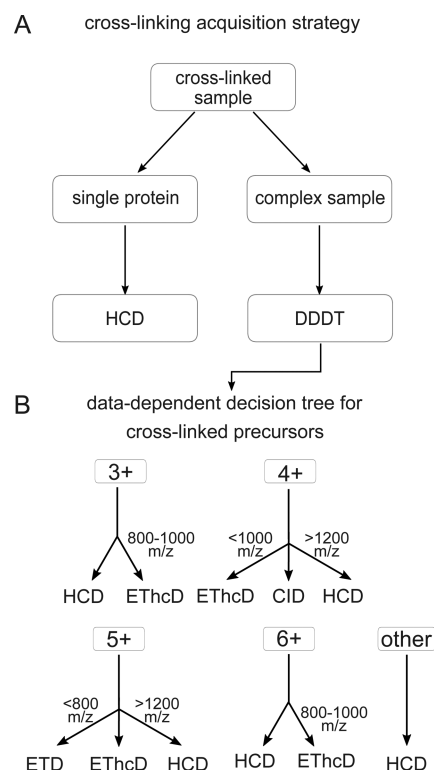 A
cross-linking acquisition strategy
cross-linked
sample
single protein
complex sample
HCD
DDDT
B
data-dependent decision tree for
cross-linked precursors
3+
4+
800-1000
m/z
<1000
m/z
>1200
m/z
HCD
EThcD
EThcD
CID
HCD
5+
6+
other
<800
m/z
>1200
m/z
800-1000
m/z
ETD
EThcD
HCD
HCD
EThcD
HCD